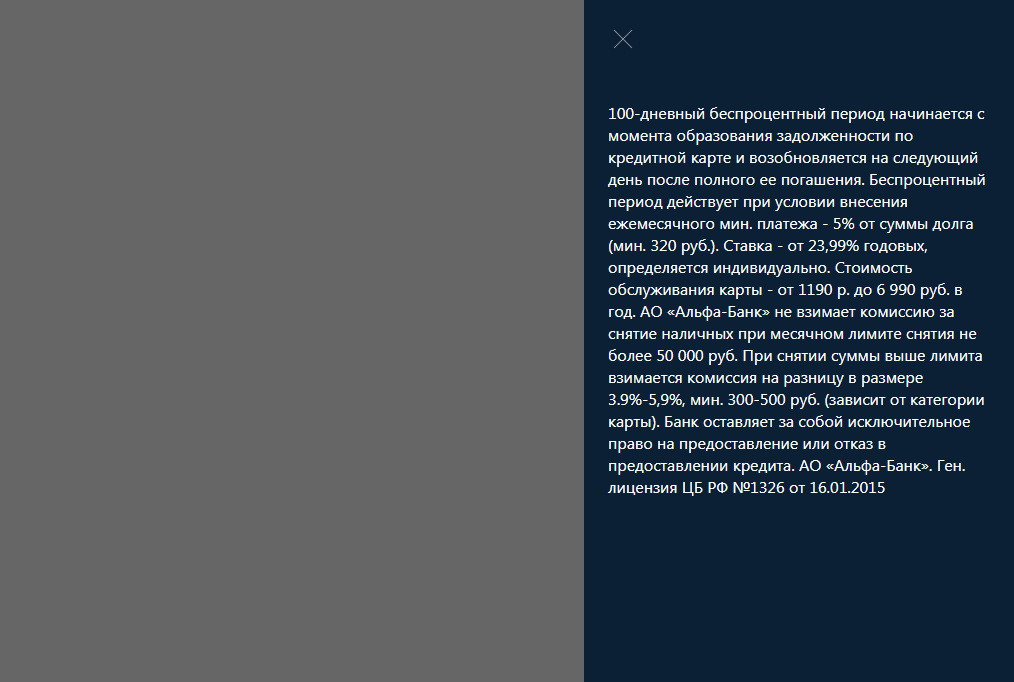 100-дневный беспроцентный период начинается с
момента образования задолженности по
кредитной карте и возобновляется на следующий
день после полного ее погашения. Беспроцентный
период действует при условии внесения
ежемесячного мин. платежа - 5% от суммы долга
(мин. 320 руб.). Ставка - от 23,99% годовых,
определяется индивидуально. Стоимость
обслуживания карты - от 1190 р. до 6 990 руб. в
год. АО «Альфа-Банк» не взимает комиссию за
снятие наличных при месячном лимите снятия не
более 50 000 руб. При снятии суммы выше лимита
взимается комиссия на разницу в размере
3.9%-5,9%, мин. 300-500 руб. (зависит от категории
карты). Банк оставляет за собой исключительное
право на предоставление или отказ в
предоставлении кредита. АО «Альфа-Банк». Ген.
лицензия ЦБ РФ №1326 от 16.01.2015